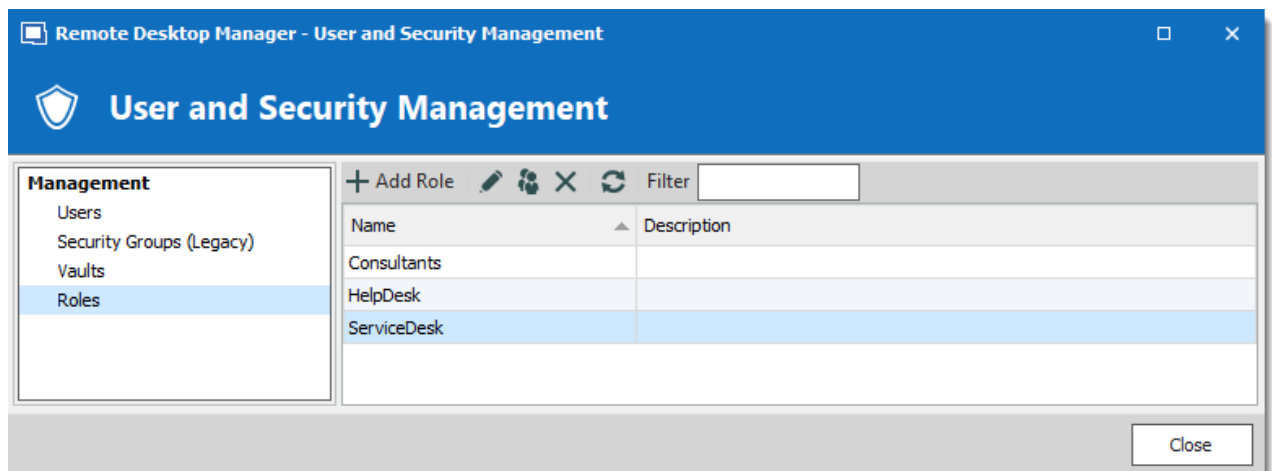 Remote Desktop Manager - User and Security Management
User and Security Management
Management
Users
Security Groups (Legacy)
Vaults
Roles
Add Role Filter
Name Description
Consultants
HelpDesk
ServiceDesk
Close